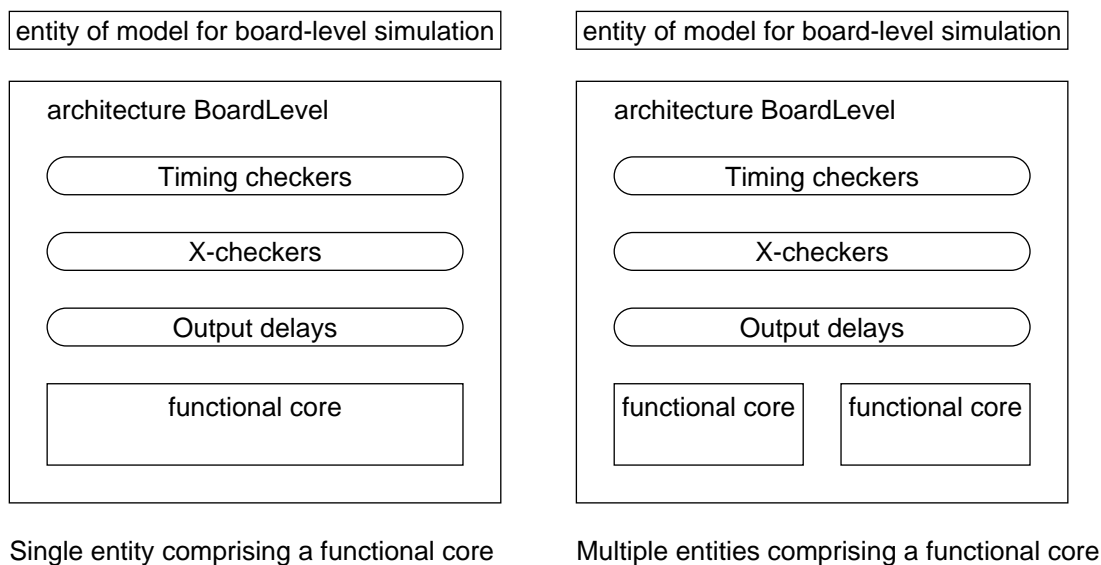 entity of model for board-level simulation
architecture BoardLevel
Timing checkers
X-checkers
Output delays
functional core
Single entity comprising a functional core
entity of model for board-level simulation
architecture BoardLevel
Timing checkers
X-checkers
Output delays
functional core
functional core
Multiple entities comprising a functional core